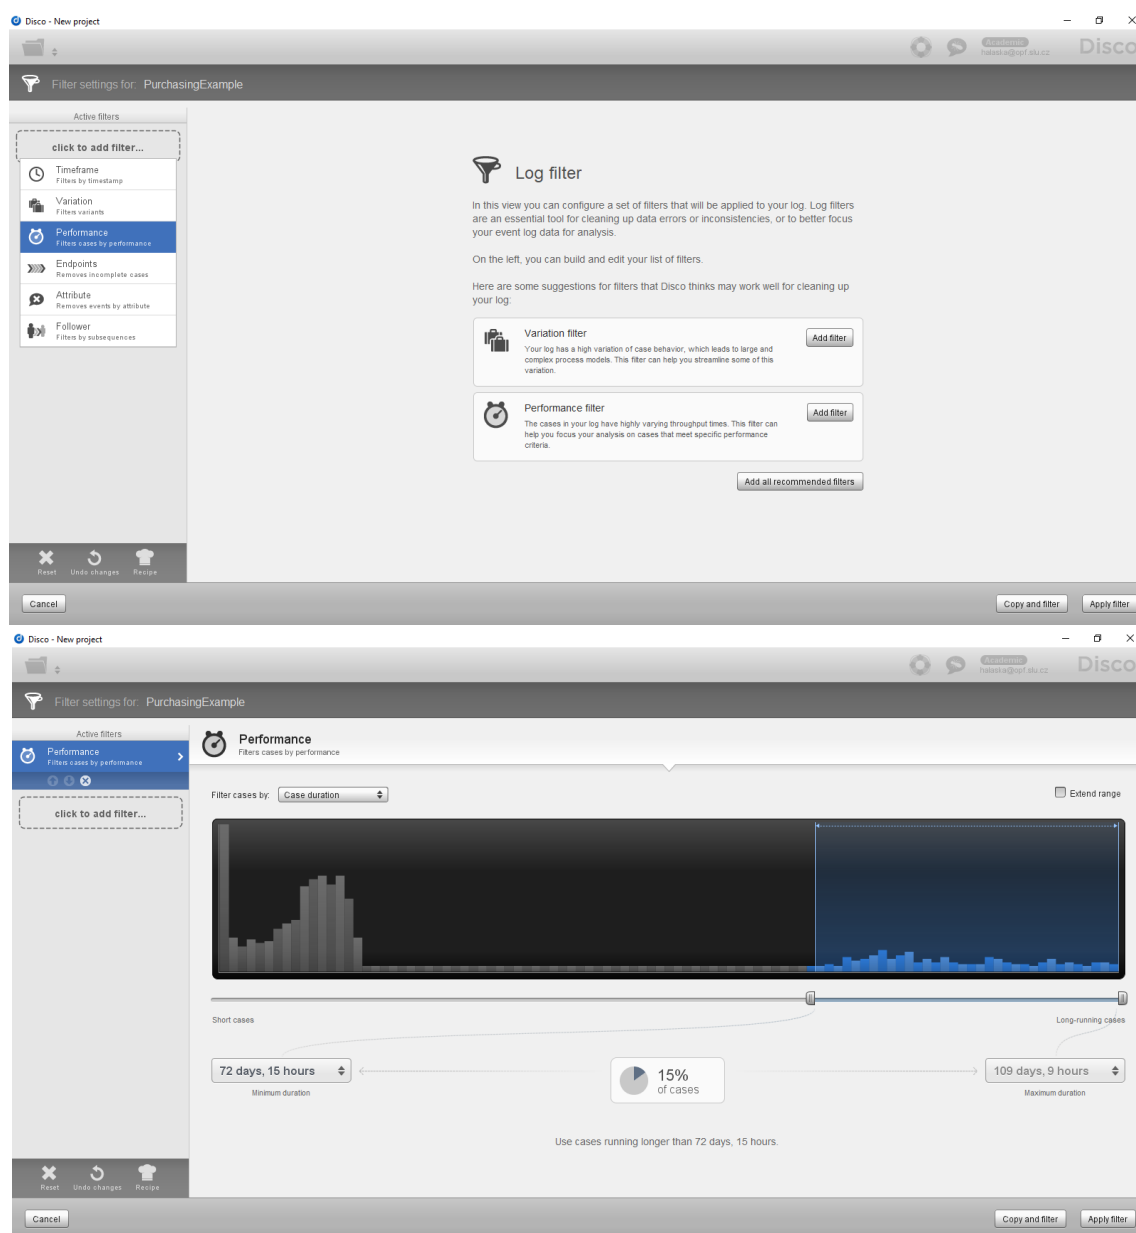 Disco - New project
Academic
halaska@opf.slu.cz
Disco
Filter settings for: PurchasingExample
Active filters
click to add filter...
Timeframe
Filters by timestamp
Variation
Filters variants
Performance
Filters cases by performance
Endpoints
Removes incomplete cases
Attribute
Removes events by attribute
Follower
Filters by subsequences
Log filter
In this view you can configure a set of filters that will be applied to your log. Log filters
are an essential tool for cleaning up data errors or inconsistencies, or to better focus
your event log data for analysis.
On the left, you can build and edit your list of filters.
Here are some suggestions for filters that Disco thinks may work well for cleaning up
your log:
Variation filter
Your log has a high variation of case behavior, which leads to large and
complex process models. This filter can help you streamline some of this
variation.
Add filter
Performance filter
The cases in your log have highly varying throughput times. This filter can
help you focus your analysis on cases that meet specific performance
criteria.
Add filter
Add all recommended filters
Reset Undo changes Recipe
Cancel
Copy and filter
Apply filter
Disco - New project
Academic
halaska@opf.slu.cz
Disco
Filter settings for: PurchasingExample
Active filters
Performance
Filters cases by performance
click to add filter...
Performance
Filters cases by performance
Filter cases by: Case duration
Extend range
Short cases
Long-running cases
72 days, 15 hours
Minimum duration
15%
of cases
109 days, 9 hours
Maximum duration
Use cases running longer than 72 days, 15 hours.
Reset Undo changes Recipe
Cancel
Copy and filter
Apply filter